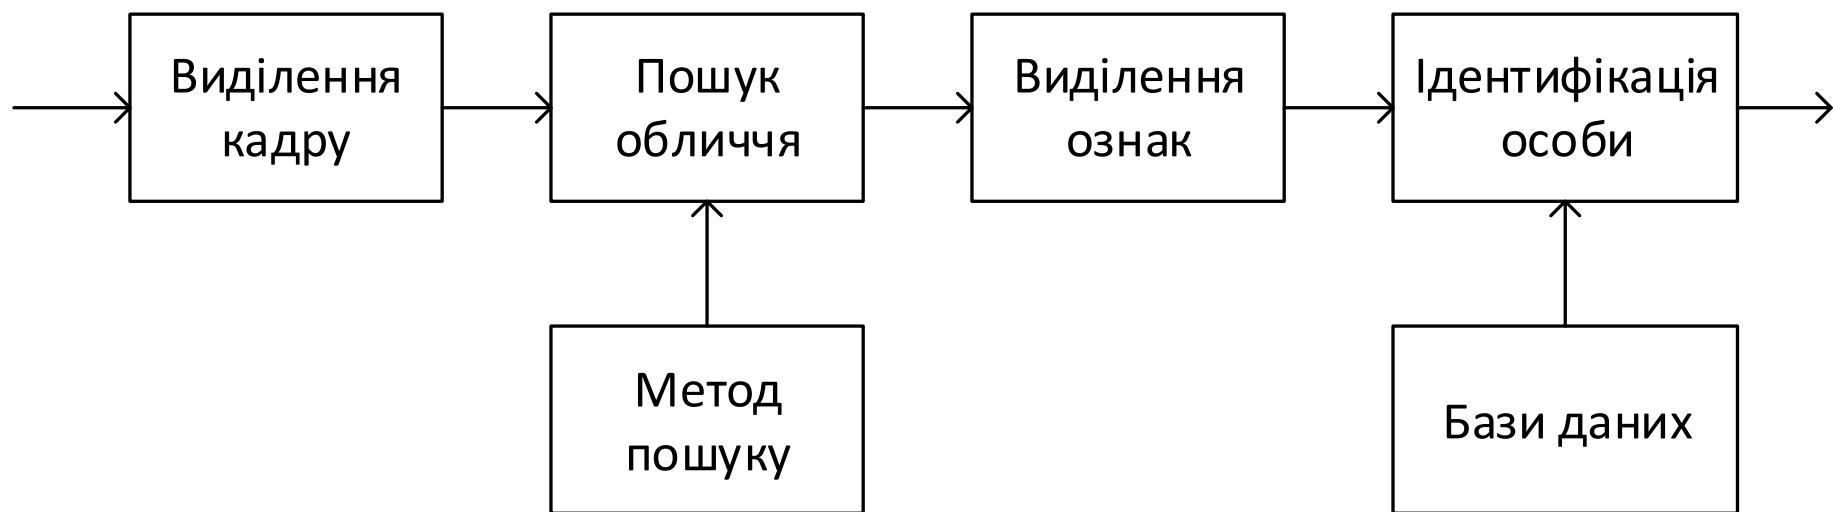 Виділення
кадру
Пошук
обличчя
Виділення
ознак
Ідентифікація
особи
Метод
пошуку
Бази даних